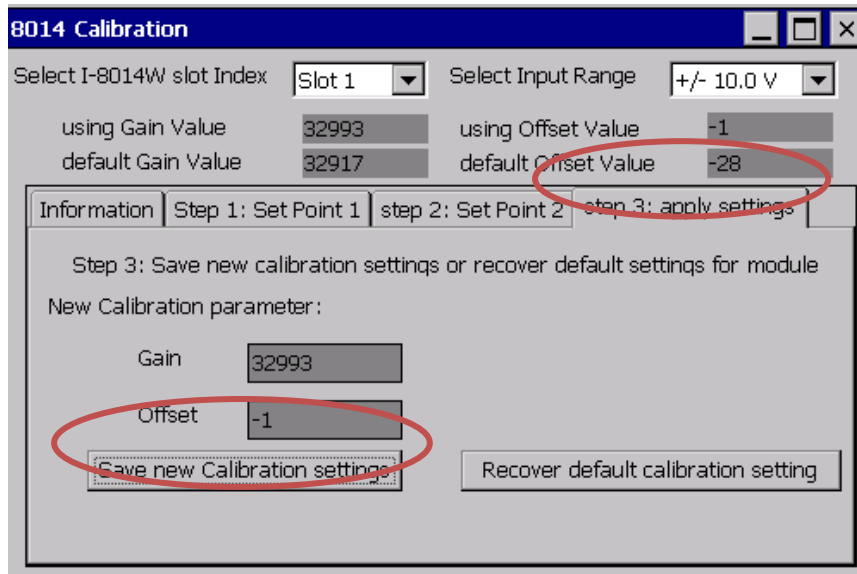 8014 Calibration
Select I-8014W slot Index Slot 1 Select Input Range +/- 10.0 V
using Gain Value 32993 using Offset Value -1
default Gain Value 32917 default Offset Value -28
Information Step 1: Set Point 1 step 2: Set Point 2 step 3: apply settings
Step 3: Save new calibration settings or recover default settings for module
New Calibration parameter:
Gain 32993
Offset -1
Save new Calibration settings Recover default calibration setting